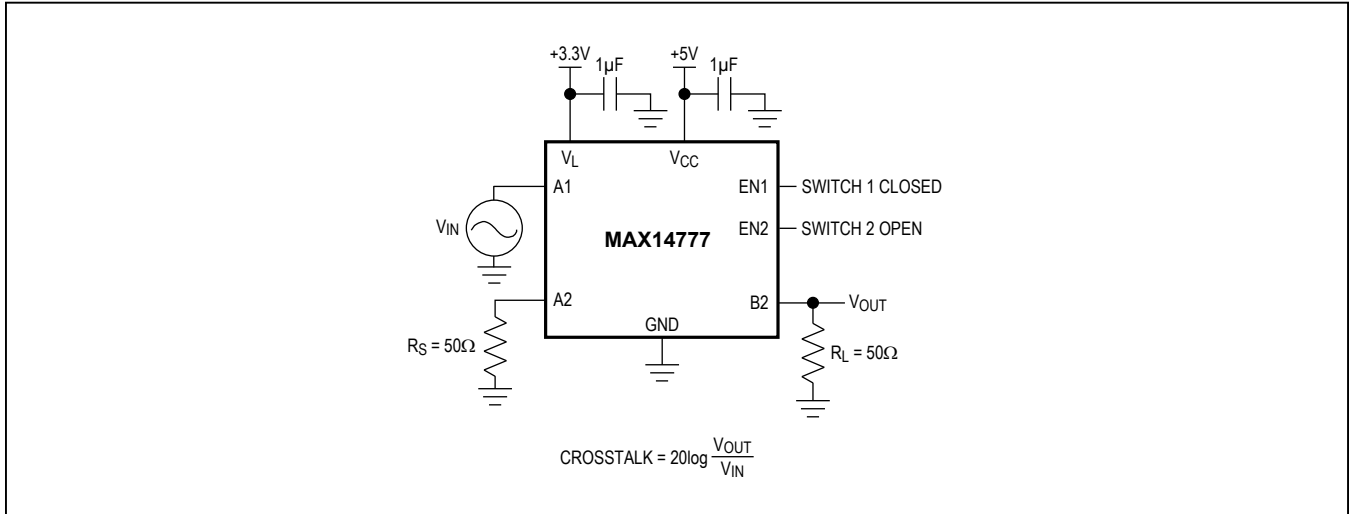 +3.3V
1µF
+5V
1µF
VL
VCC
A1
EN1
SWITCH 1 CLOSED
VIN
MAX14777
EN2
SWITCH 2 OPEN
A2
B2
VOUT
GND
RS = 50Ω
RL = 50Ω
CROSSTALK = 20log VOUT
VIN